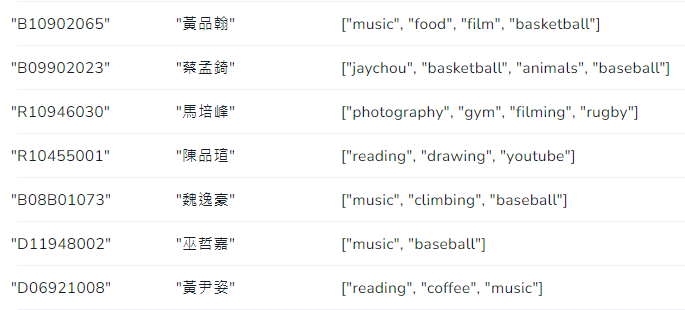 "B10902065" "黃品翰" ["music", "food", "film", "basketball"]
"B09902023" "蔡孟錡" ["jaychou", "basketball", "animals", "baseball"]
"R10946030" "馬培峰" ["photography", "gym", "filming", "rugby"]
"R10455001" "陳品瑄" ["reading", "drawing", "youtube"]
"B08B01073" "魏逸豪" ["music", "climbing", "baseball"]
"D11948002" "巫哲嘉" ["music", "baseball"]
"D06921008" "黃尹姿" ["reading", "coffee", "music"]